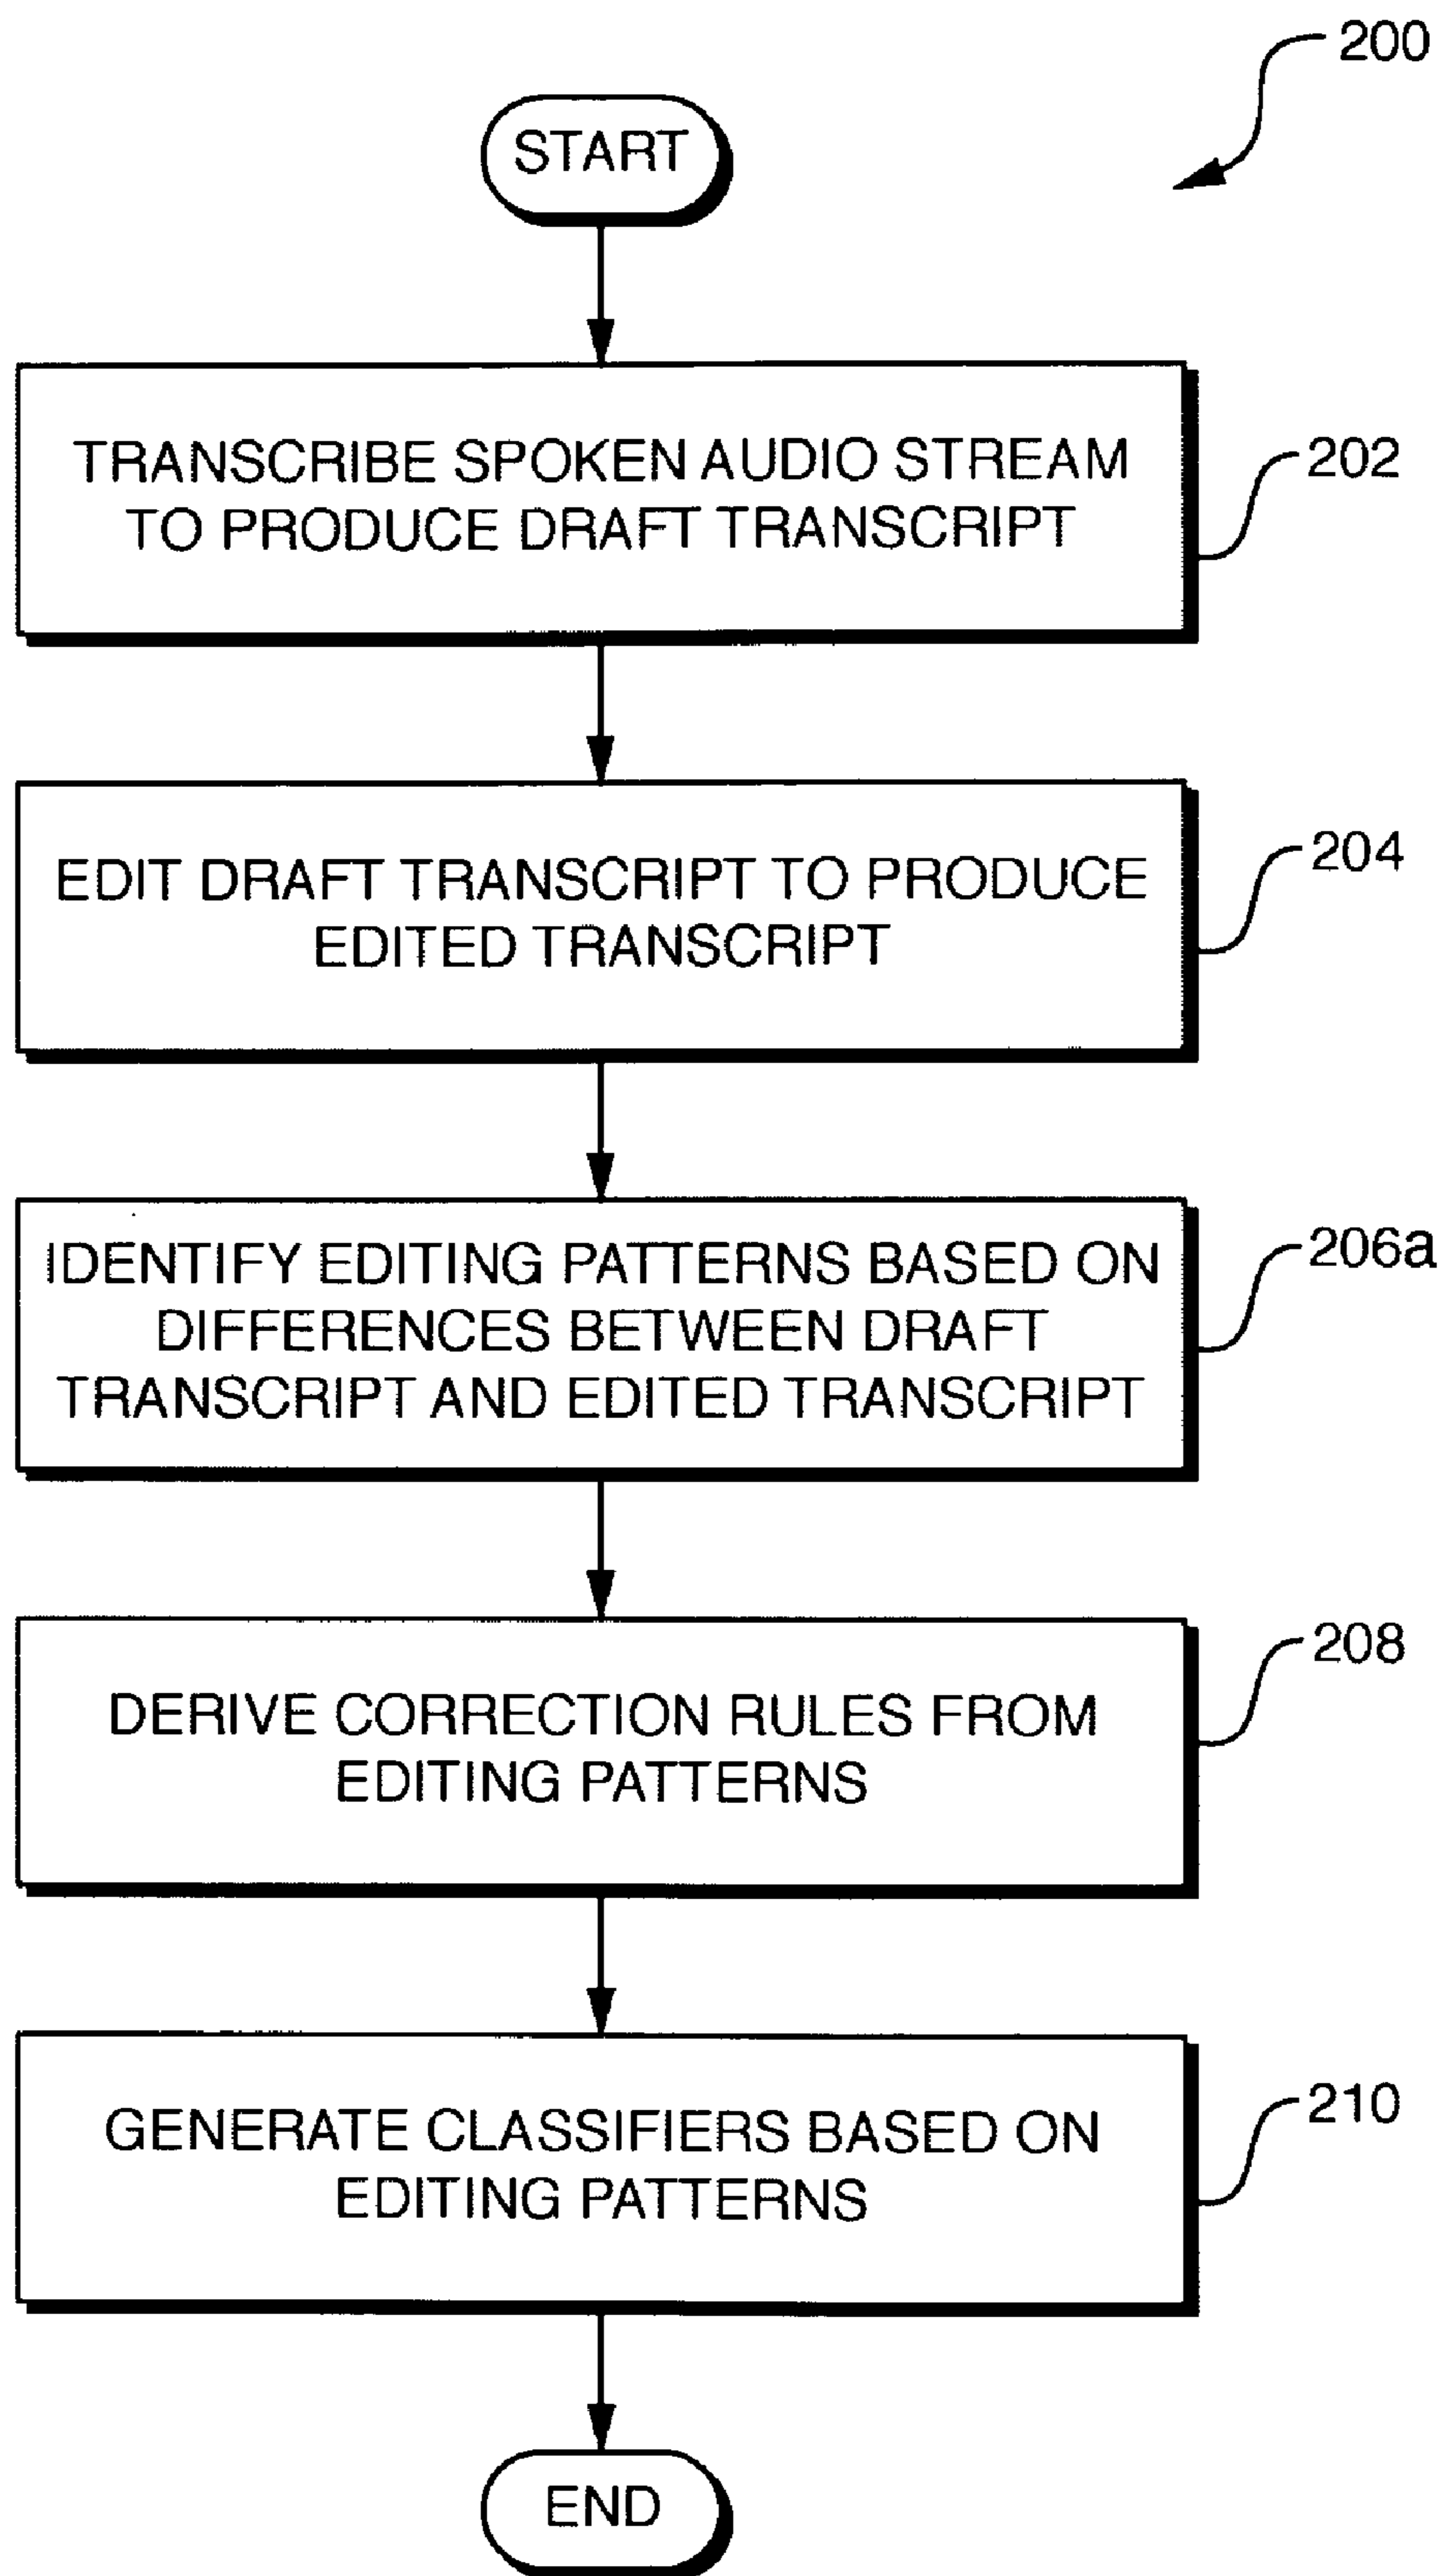 200
START
TRANSCRIBE SPOKEN AUDIO STREAM
TO PRODUCE DRAFT TRANSCRIPT
202
EDIT DRAFT TRANSCRIPT TO PRODUCE
EDITED TRANSCRIPT
204
IDENTIFY EDITING PATTERNS BASED ON
DIFFERENCES BETWEEN DRAFT
TRANSCRIPT AND EDITED TRANSCRIPT
206a
DERIVE CORRECTION RULES FROM
EDITING PATTERNS
208
GENERATE CLASSIFIERS BASED ON
EDITING PATTERNS
210
END